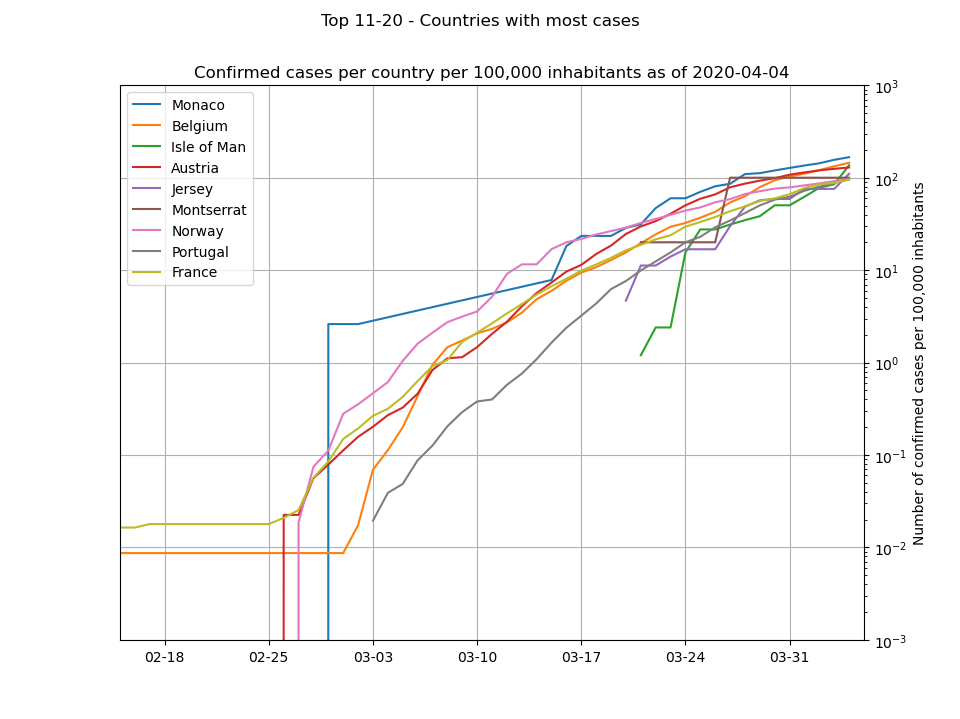 Top 11-20 - Countries with most cases
Confirmed cases per country per 100,000 inhabitants as of 2020-04-04
Monaco
Belgium
Isle of Man
Austria
Jersey
Montserrat
Norway
Portugal
France
10³
10²
10¹
10⁰
10⁻¹
10⁻²
10⁻³
Number of confirmed cases per 100,000 inhabitants
02-18
02-25
03-03
03-10
03-17
03-24
03-31